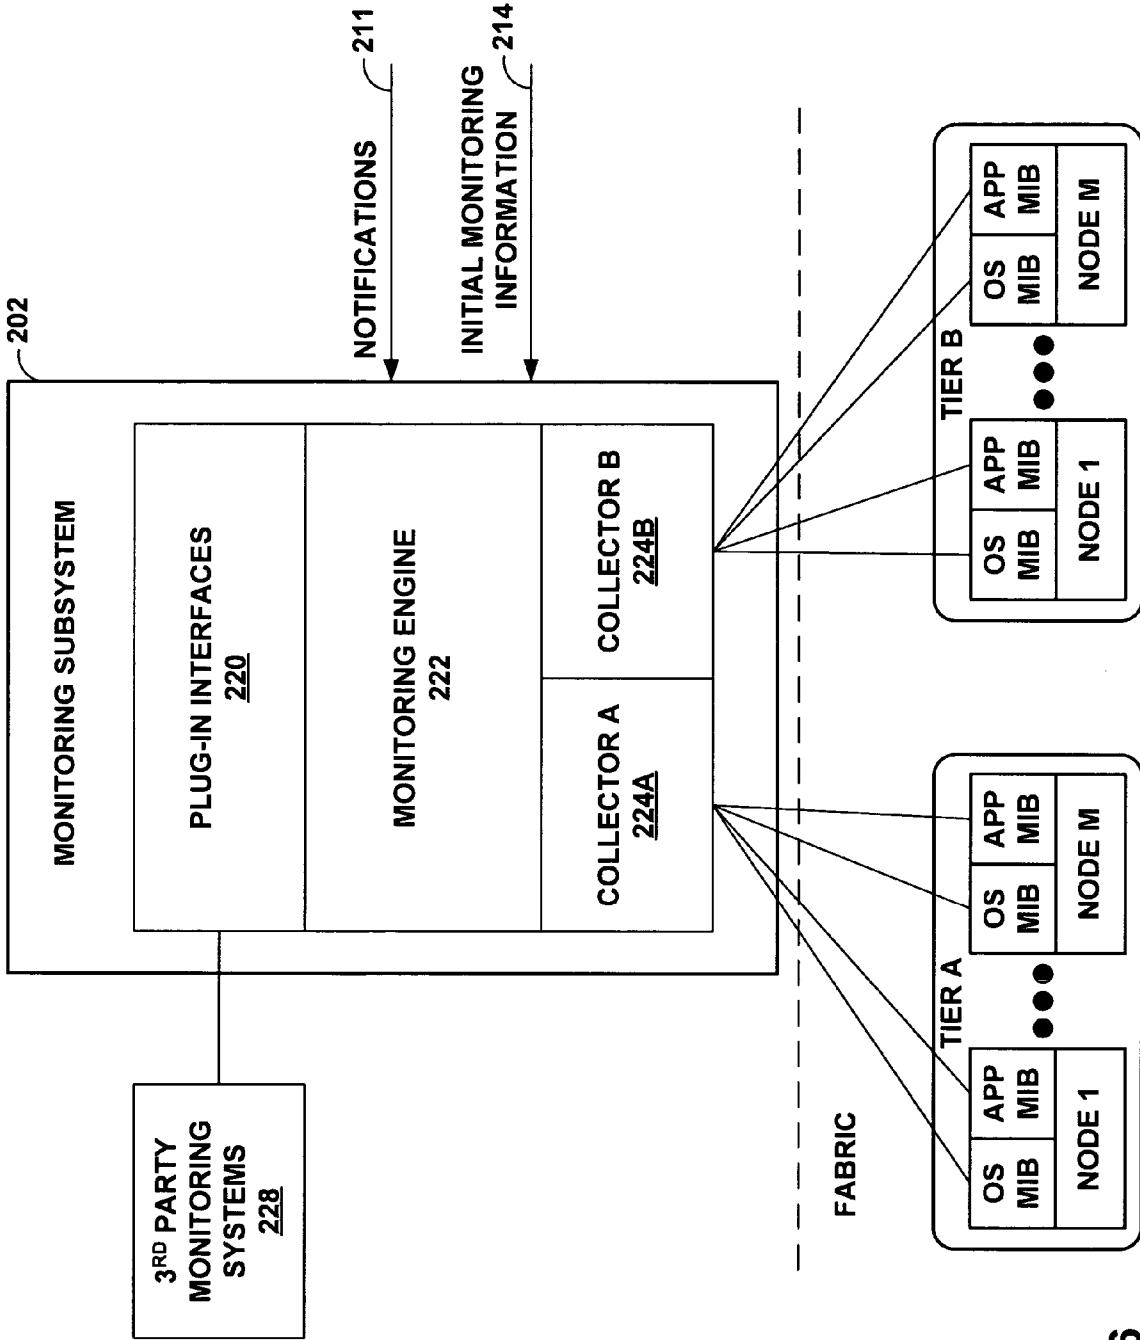 202
MONITORING SUBSYSTEM
3RD PARTY
MONITORING
SYSTEMS
228
PLUG-IN INTERFACES
220
MONITORING ENGINE
222
COLLECTOR A
224A
COLLECTOR B
224B
NOTIFICATIONS
211
INITIAL MONITORING
INFORMATION
214
FABRIC
TIER A
OS
MIB
APP
MIB
NODE 1
OS
MIB
APP
MIB
NODE M
TIER B
OS
MIB
APP
MIB
NODE 1
OS
MIB
APP
MIB
NODE M